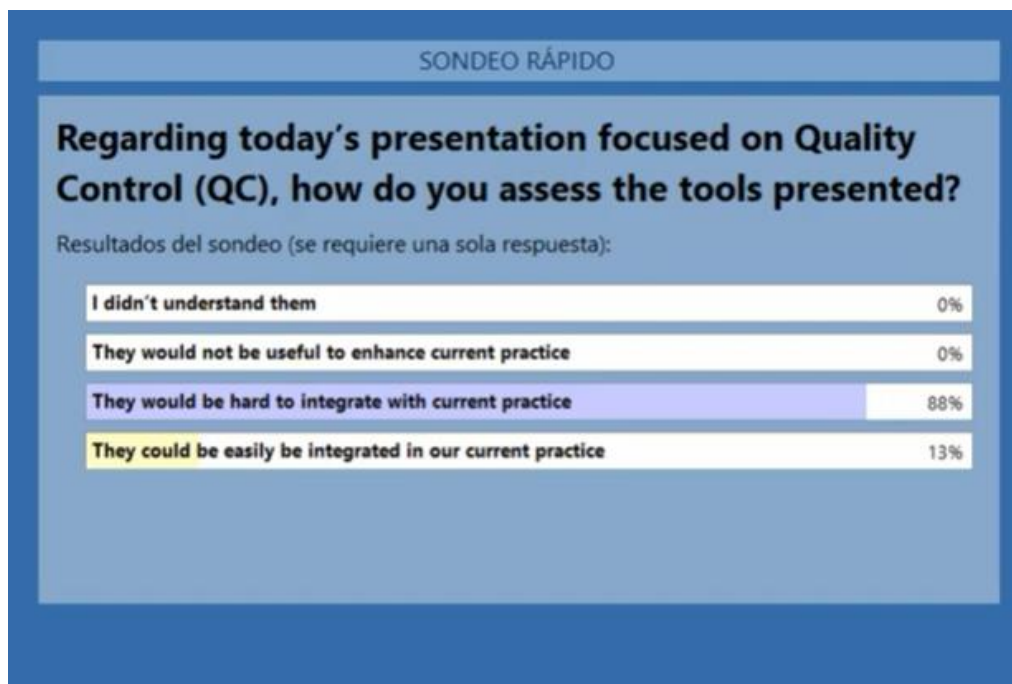 SONDEO RÁPIDO
Regarding today´s presentation focused on Quality
Control (QC), how do you assess the tools presented?
Resultados del sondeo (se requiere una sola respuesta):
I didn´t understand them 0%
They would not be useful to enhance current practice 0%
They would be hard to integrate with current practice 88%
They could be easily be integrated in our current practice 13%